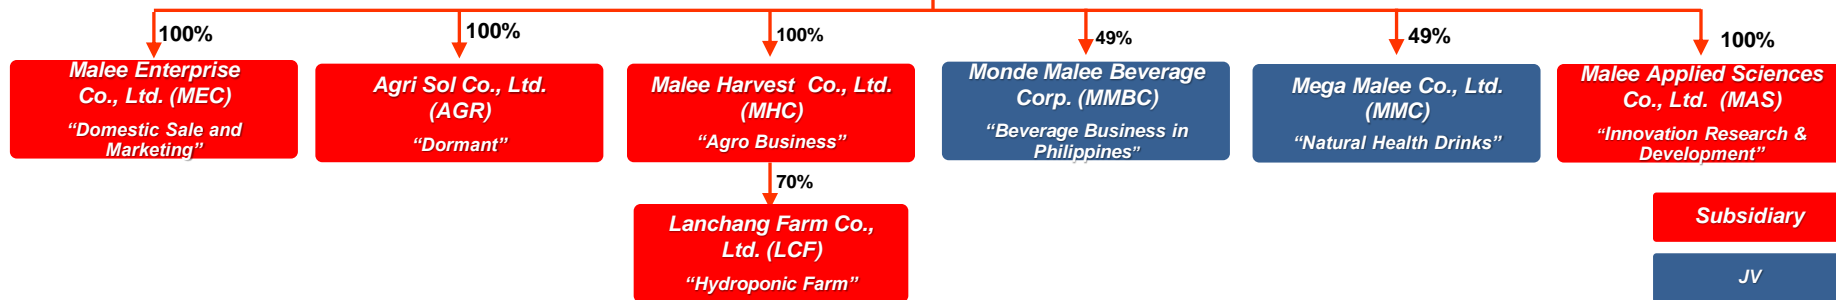 100%
Malee Enterprise
Co., Ltd. (MEC)
“Domestic Sale and
Marketing”
100%
Agri Sol Co., Ltd.
(AGR)
“Dormant”
100%
Malee Harvest Co., Ltd.
(MHC)
“Agro Business”
70%
Lanchang Farm Co.,
Ltd. (LCF)
“Hydroponic Farm”
49%
Monde Malee Beverage
Corp. (MMBC)
“Beverage Business in
Philippines”
49%
Mega Malee Co., Ltd.
(MMC)
“Natural Health Drinks”
100%
Malee Applied Sciences
Co., Ltd. (MAS)
“Innovation Research &
Development”
Subsidiary
JV